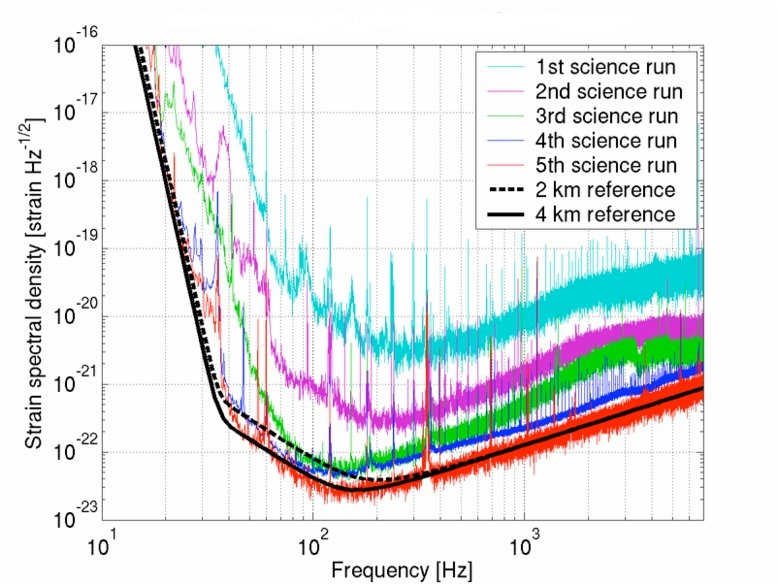 10^-16
10^-17
10^-18
10^-19
10^-20
10^-21
10^-22
10^-23
Strain spectral density [strain Hz^-1/2]
1st science run
2nd science run
3rd science run
4th science run
5th science run
2 km reference
4 km reference
10^1 10^2 10^3
Frequency [Hz]